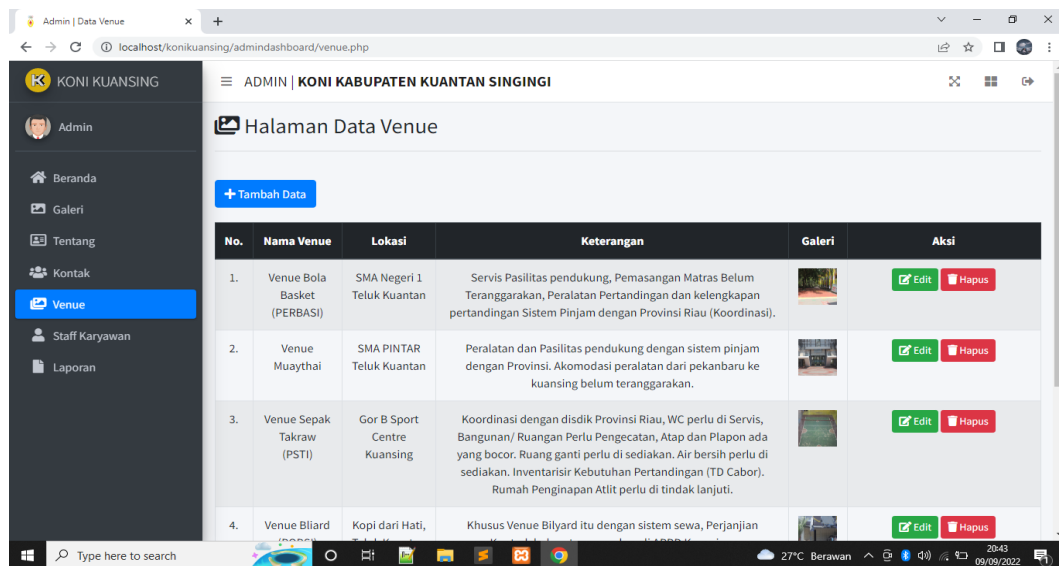 Admin | Data Venue
localhost/konikuansing/admindashboard/venue.php
KONI KUANSING
ADMIN | KONI KABUPATEN KUANTAN SINGINGI
Admin
Halaman Data Venue
Beranda
Galeri
Tentang
Kontak
Venue
Staff Karyawan
Laporan
Tambah Data
No. Nama Venue Lokasi Keterangan Galeri Aksi
1. Venue Bola SMA Negeri 1 Servis Pasilitas pendukung, Pemasangan Matras Belum Edit Hapus
Basket Teluk Kuantan Teranggarakan, Peralatan Pertandingan dan kelengkapan
(PERBASI) pertandingan Sistem Pinjam dengan Provinsi Riau (Koordinasi).
2. Venue SMA PINTAR Peralatan dan Pasilitas pendukung dengan sistem pinjam Edit Hapus
Muaythai Teluk Kuantan dengan Provinsi. Akomodasi peralatan dari pekanbaru ke
kuansing belum teranggarakan.
3. Venue Sepak Gor B Sport Koordinasi dengan disdik Provinsi Riau, WC perlu di Servis, Edit Hapus
Takraw Centre Bangunan/ Ruangan Perlu Pengecatan, Atap dan Plapon ada
(PSTI) Kuansing yang bocor. Ruang ganti perlu di sediakan. Air bersih perlu di
sediakan. Inventarisir Kebutuhan Pertandingan (TD Cabor).
Rumah Penginapan Atlit perlu di tindak lanjuti.
4. Venue Bliard Kopi dari Hati, Khusus Venue Bilyard itu dengan sistem sewa, Perjanjian Edit Hapus
Type here to search
27°C Berawan
20:43
09/09/2022